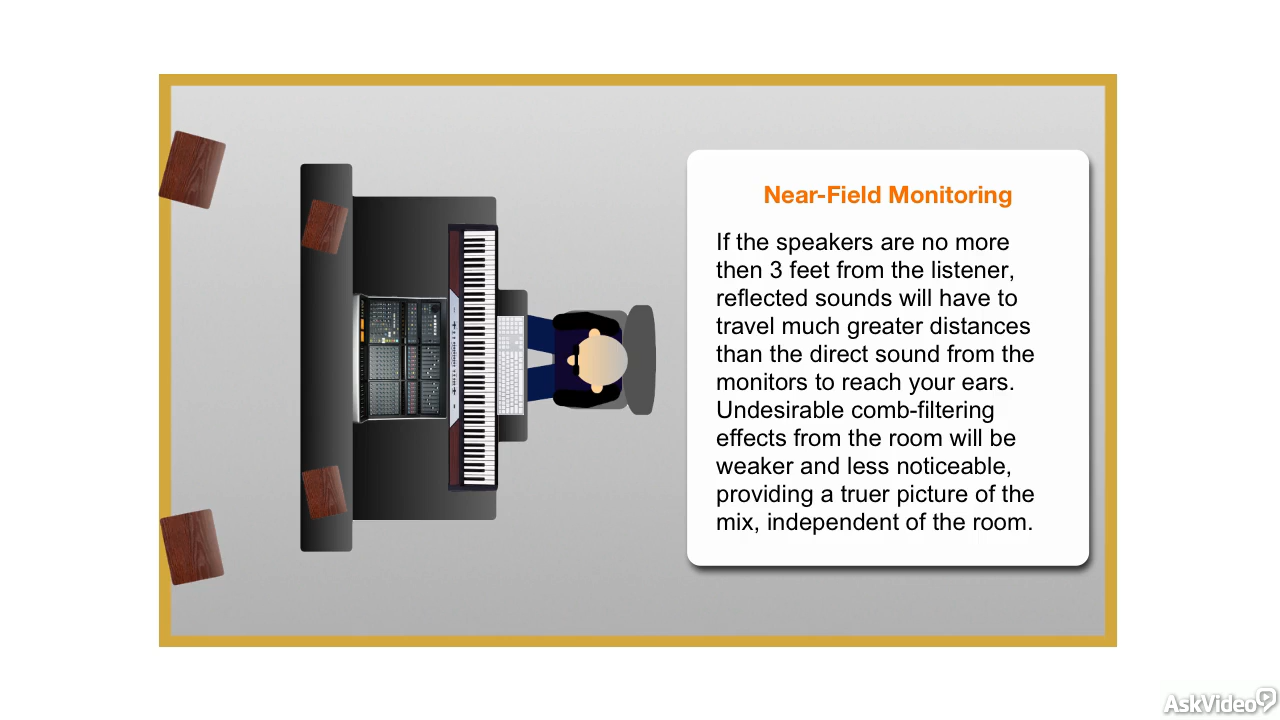 Near-Field Monitoring
If the speakers are no more
then 3 feet from the listener,
reflected sounds will have to
travel much greater distances
than the direct sound from the
monitors to reach your ears.
Undesirable comb-filtering
effects from the room will be
weaker and less noticeable,
providing a truer picture of the
mix, independent of the room.
AskVideo